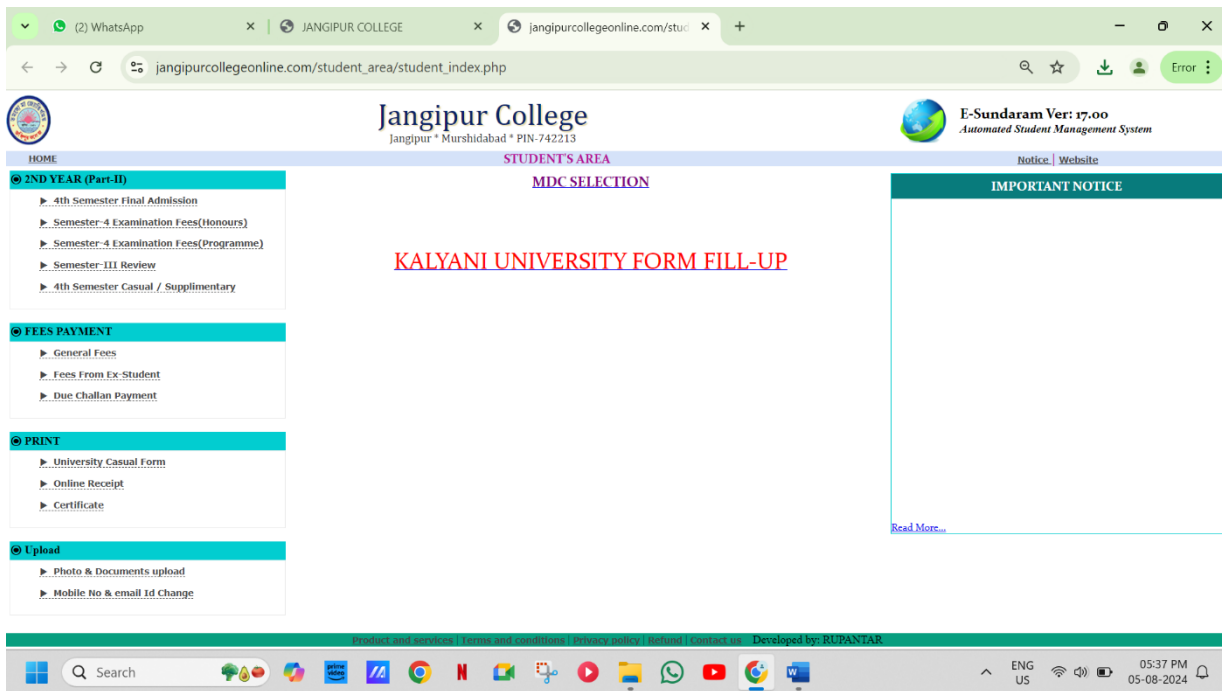 (2) WhatsApp
JANGIPUR COLLEGE
jangipurcollegeonline.com/stud
jangipurcollegeonline.com/student_area/student_index.php
Error
Jangipur College
Jangipur * Murshidabad * PIN-742213
E-Sundaram Ver: 17.00
Automated Student Management System
HOME
STUDENT'S AREA
Notice | Website
2ND YEAR (Part-II)
4th Semester Final Admission
Semester-4 Examination Fees(Honours)
Semester-4 Examination Fees(Programme)
Semester-III Review
4th Semester Casual / Supplimentary
FEES PAYMENT
General Fees
Fees From Ex-Student
Due Challan Payment
PRINT
University Casual Form
Online Receipt
Certificate
Upload
Photo & Documents upload
Mobile No & email Id Change
MDC SELECTION
KALYANI UNIVERSITY FORM FILL-UP
IMPORTANT NOTICE
Read More...
Product and services | Terms and conditions | Privacy policy | Refund | Contact us Developed by: RUPANTAR
Search
prime video
ENG
US
05:37 PM
05-08-2024